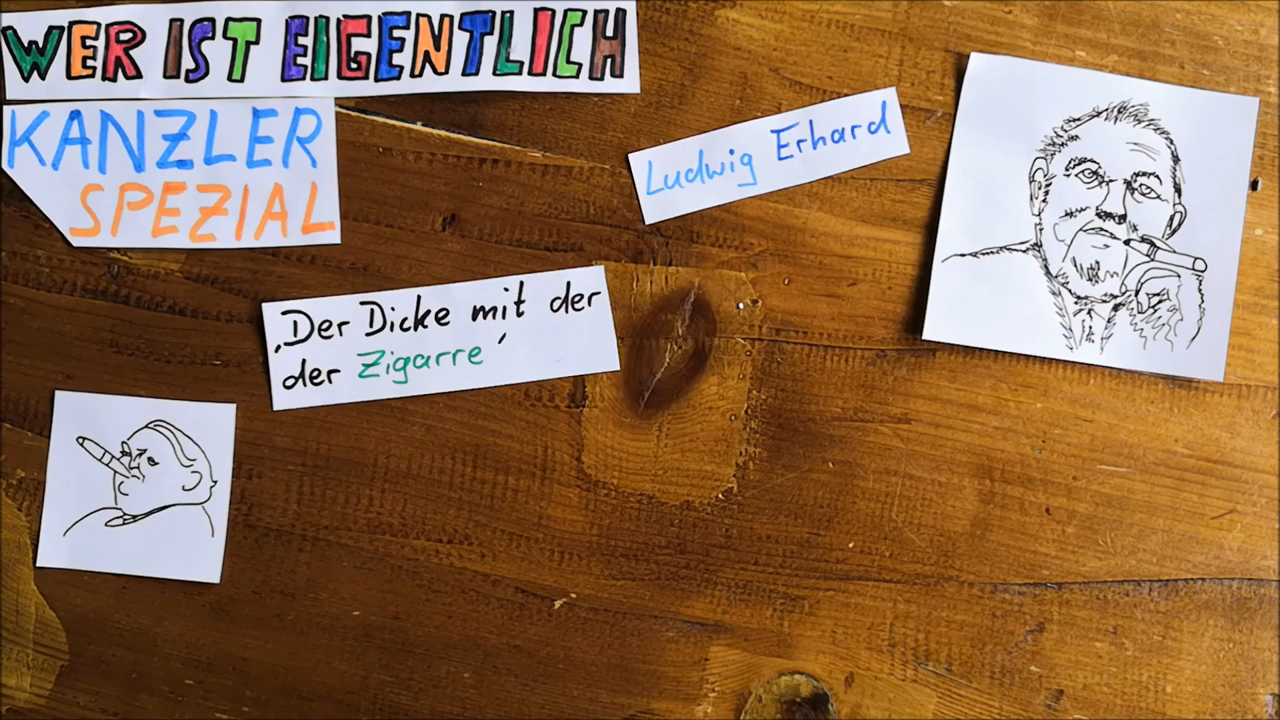 WER IST EIGENTLICH
KANZLER
SPEZIAL
Ludwig Erhard
‚Der Dicke mit der
der Zigarre‘